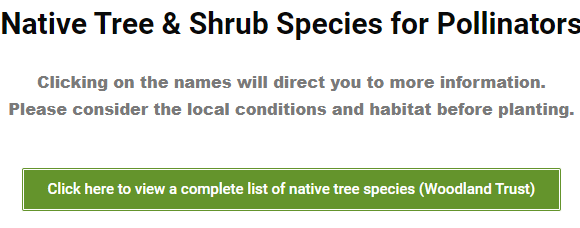 Native Tree & Shrub Species for Pollinators
Clicking on the names will direct you to more information.
Please consider the local conditions and habitat before planting.
Click here to view a complete list of native tree species (Woodland Trust)